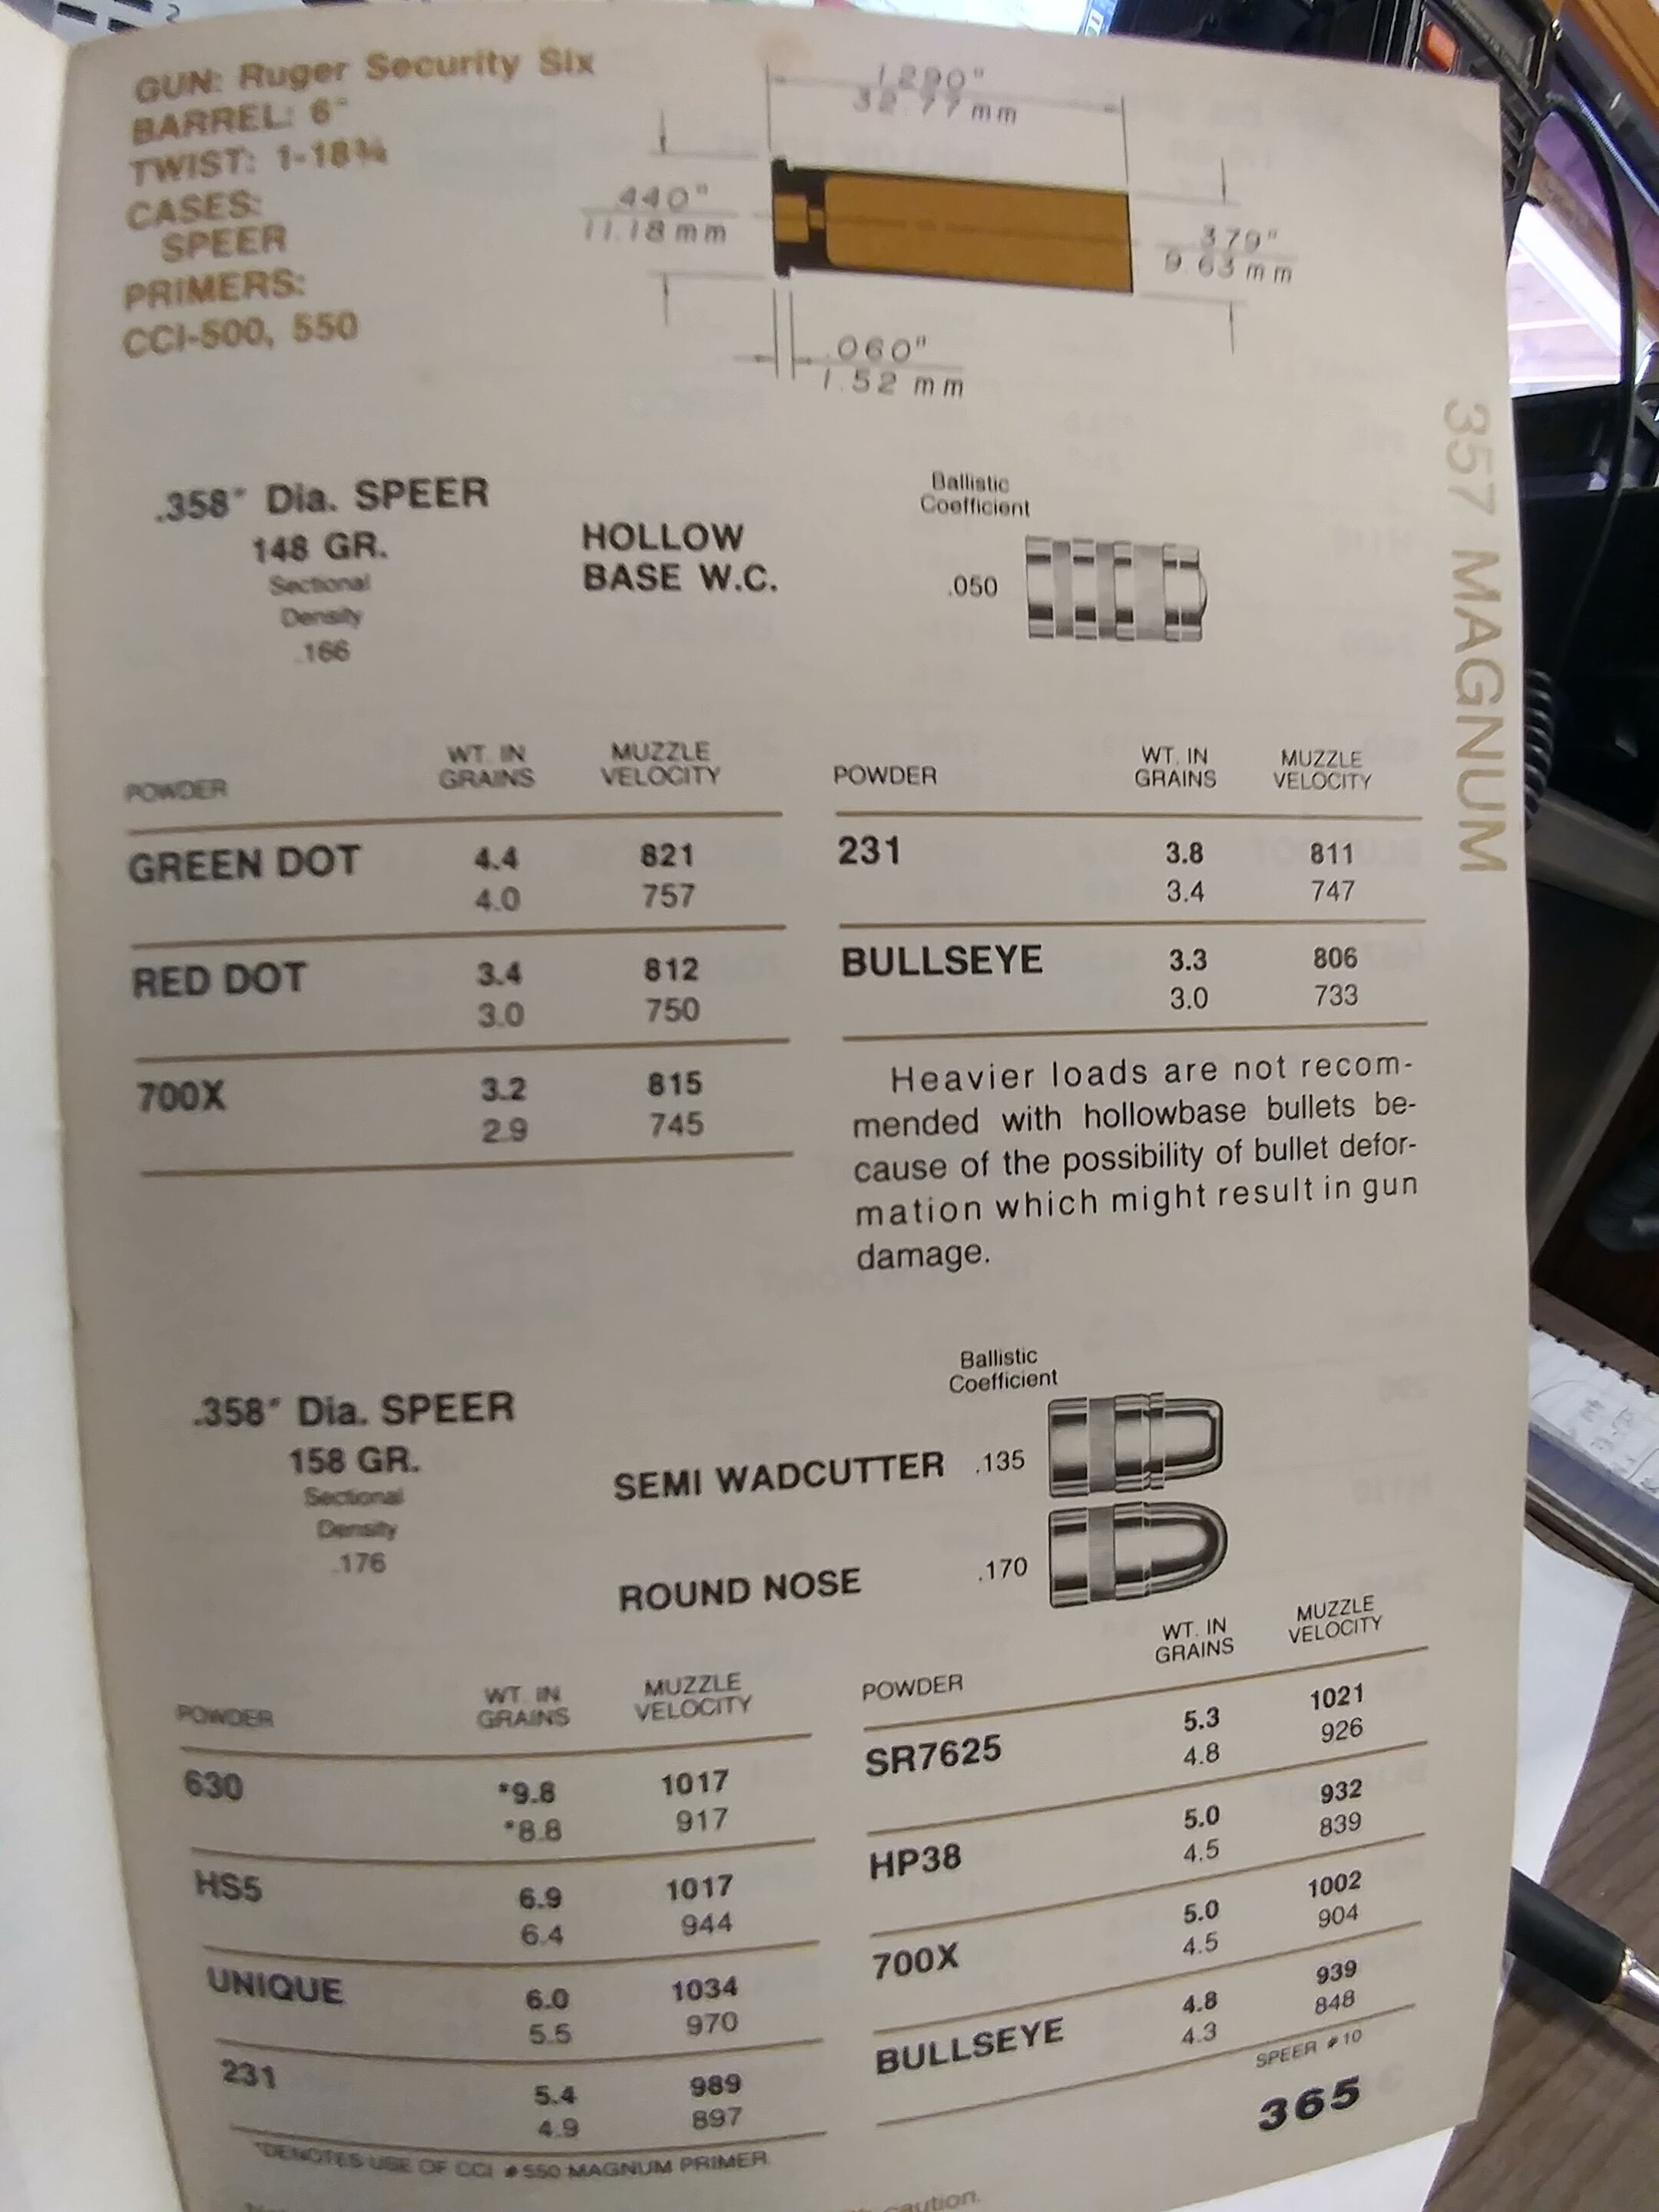 GUN: Ruger Security Six
BARREL: 6"
TWIST: 1-18¾
CASES:
SPEER
PRIMERS:
CCI-500, 550
1.290"
32.77 mm
.440"
11.18 mm
.379"
9.63 mm
.060"
1.52 mm
357 MAGNUM
.358" Dia. SPEER
148 GR.
Sectional
Density
.166
HOLLOW
BASE W.C.
Ballistic
Coefficient
.050
POWDER WT. IN GRAINS MUZZLE VELOCITY
GREEN DOT 4.4 821
4.0 757
RED DOT 3.4 812
3.0 750
700X 3.2 815
2.9 745
POWDER WT. IN GRAINS MUZZLE VELOCITY
231 3.8 811
3.4 747
BULLSEYE 3.3 806
3.0 733
Heavier loads are not recom-
mended with hollowbase bullets be-
cause of the possibility of bullet defor-
mation which might result in gun
damage.
.358" Dia. SPEER
158 GR.
Sectional
Density
.176
Ballistic
Coefficient
SEMI WADCUTTER .135
ROUND NOSE .170
POWDER WT. IN GRAINS MUZZLE VELOCITY
630 *9.8 1017
*8.8 917
HS5 6.9 1017
6.4 944
UNIQUE 6.0 1034
5.5 970
231 5.4 989
4.9 897
POWDER WT. IN GRAINS MUZZLE VELOCITY
SR7625 5.3 1021
4.8 926
HP38 5.0 932
4.5 839
700X 5.0 1002
4.5 904
BULLSEYE 4.8 939
4.3 848
*DENOTES USE OF CCI #550 MAGNUM PRIMER.
SPEER #10
365
caution.